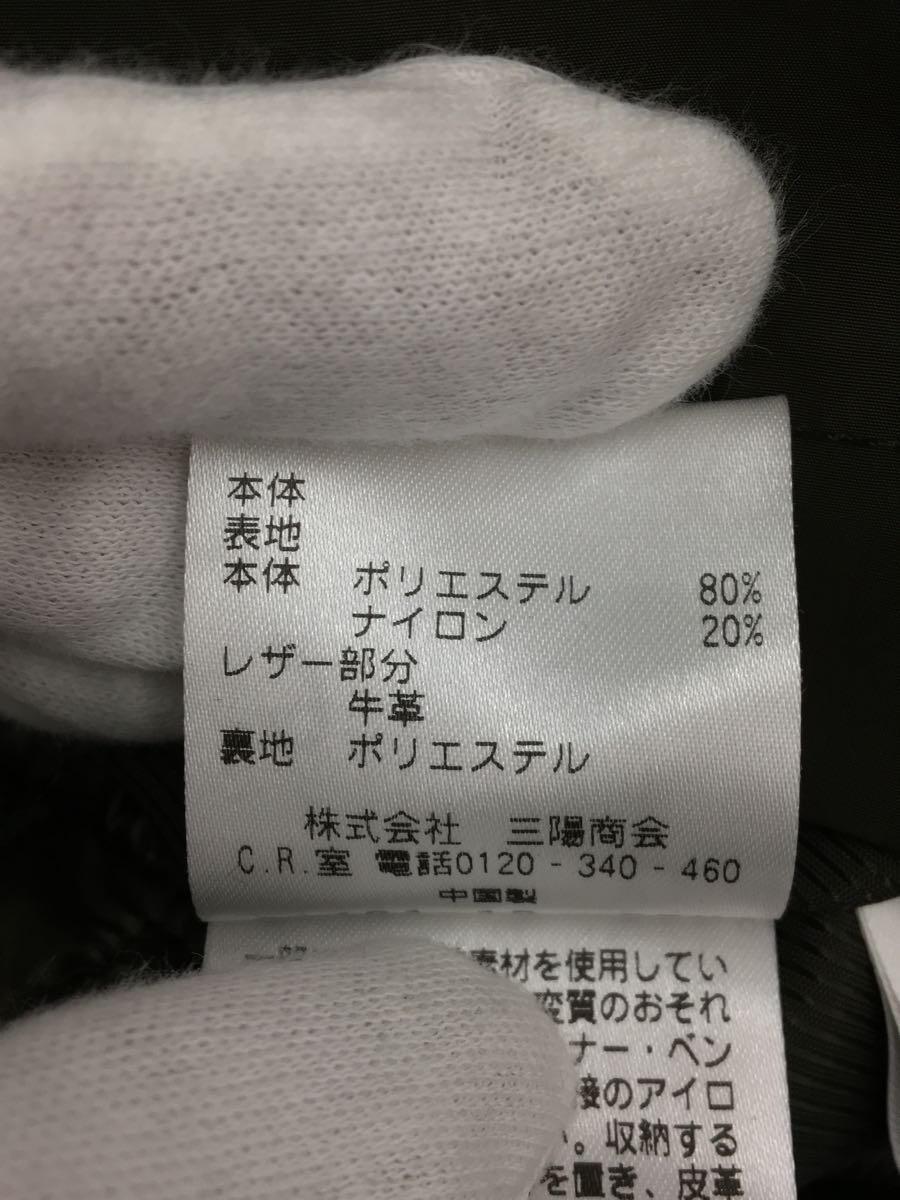 本体
表地
本体 ポリエステル 80%
ナイロン 20%
レザー部分
牛革
裏地 ポリエステル
株式会社 三陽商会
C.R.室 電話0120-340-460
中国製
素材を使用してい
変質のおそれ
ナー・ベン
接のアイロ
。収納する
を置き、皮革